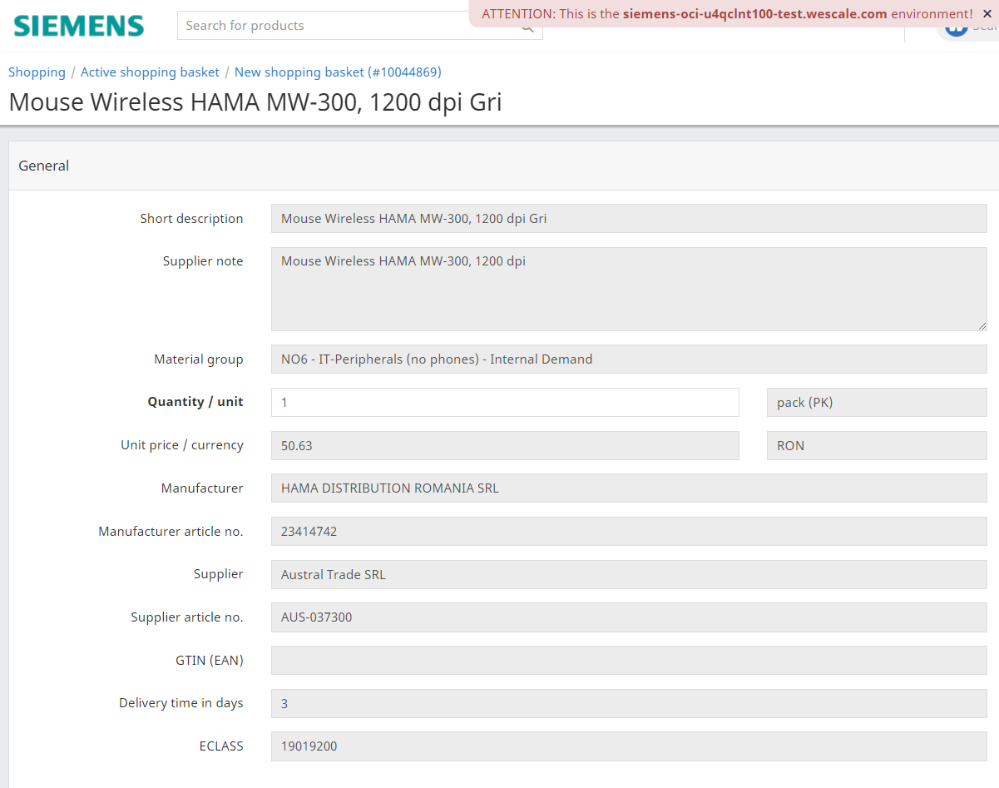 SIEMENS
Search for products
ATTENTION: This is the siemens-oci-u4qclnt100-test.wescale.com environment!
Shopping / Active shopping basket / New shopping basket (#10044869)
Mouse Wireless HAMA MW-300, 1200 dpi Gri
General
Short description Mouse Wireless HAMA MW-300, 1200 dpi Gri
Supplier note Mouse Wireless HAMA MW-300, 1200 dpi
Material group NO6 - IT-Peripherals (no phones) - Internal Demand
Quantity / unit 1 pack (PK)
Unit price / currency 50.63 RON
Manufacturer HAMA DISTRIBUTION ROMANIA SRL
Manufacturer article no. 23414742
Supplier Austral Trade SRL
Supplier article no. AUS-037300
GTIN (EAN)
Delivery time in days 3
ECLASS 19019200